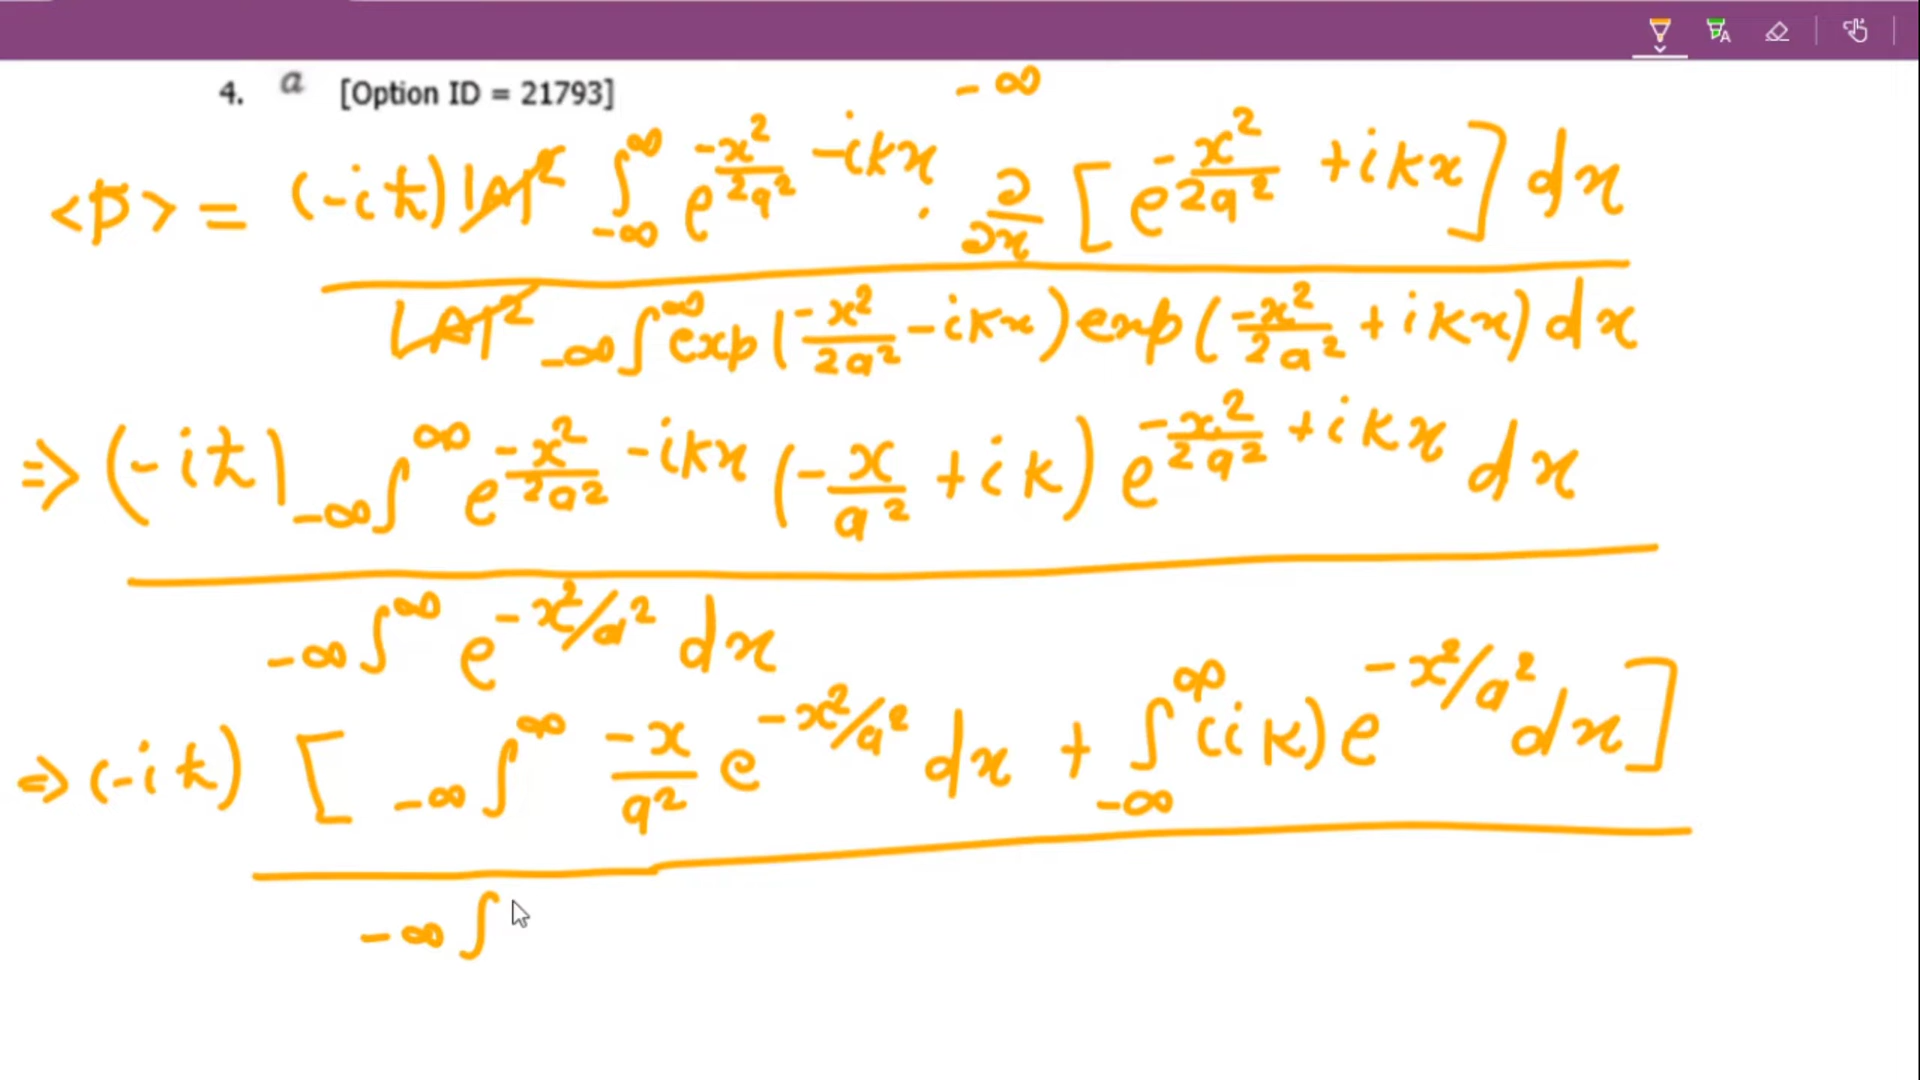 4. a [Option ID = 21793]
-∞
<p> = (-iħ) |A|² ∫_{-∞}^{∞} e^{-x²/2a² - ikx} · ∂/∂x [e^{-x²/2a² + ikx}] dx
|A|² -∞∫^∞ exp(-x²/2a² - ikx) exp(-x²/2a² + ikx) dx
⇒ (-iħ) -∞∫^∞ e^{-x²/2a² - ikx} (-x/a² + ik) e^{-x²/2a² + ikx} dx
-∞∫^∞ e^{-x²/a²} dx
⇒ (-iħ) [ -∞∫^∞ -x/a² e^{-x²/a²} dx + ∫_{-∞}^{∞} (ik) e^{-x²/a²} dx ]
-∞∫